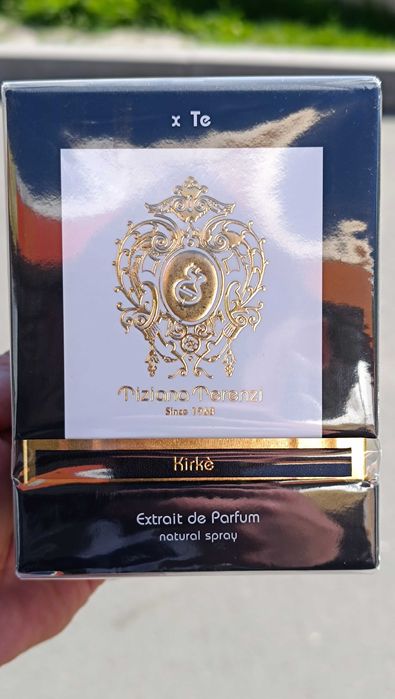 x Te
Tiziana Terenzi
Since 1968
Kirkè
Extrait de Parfum
natural spray